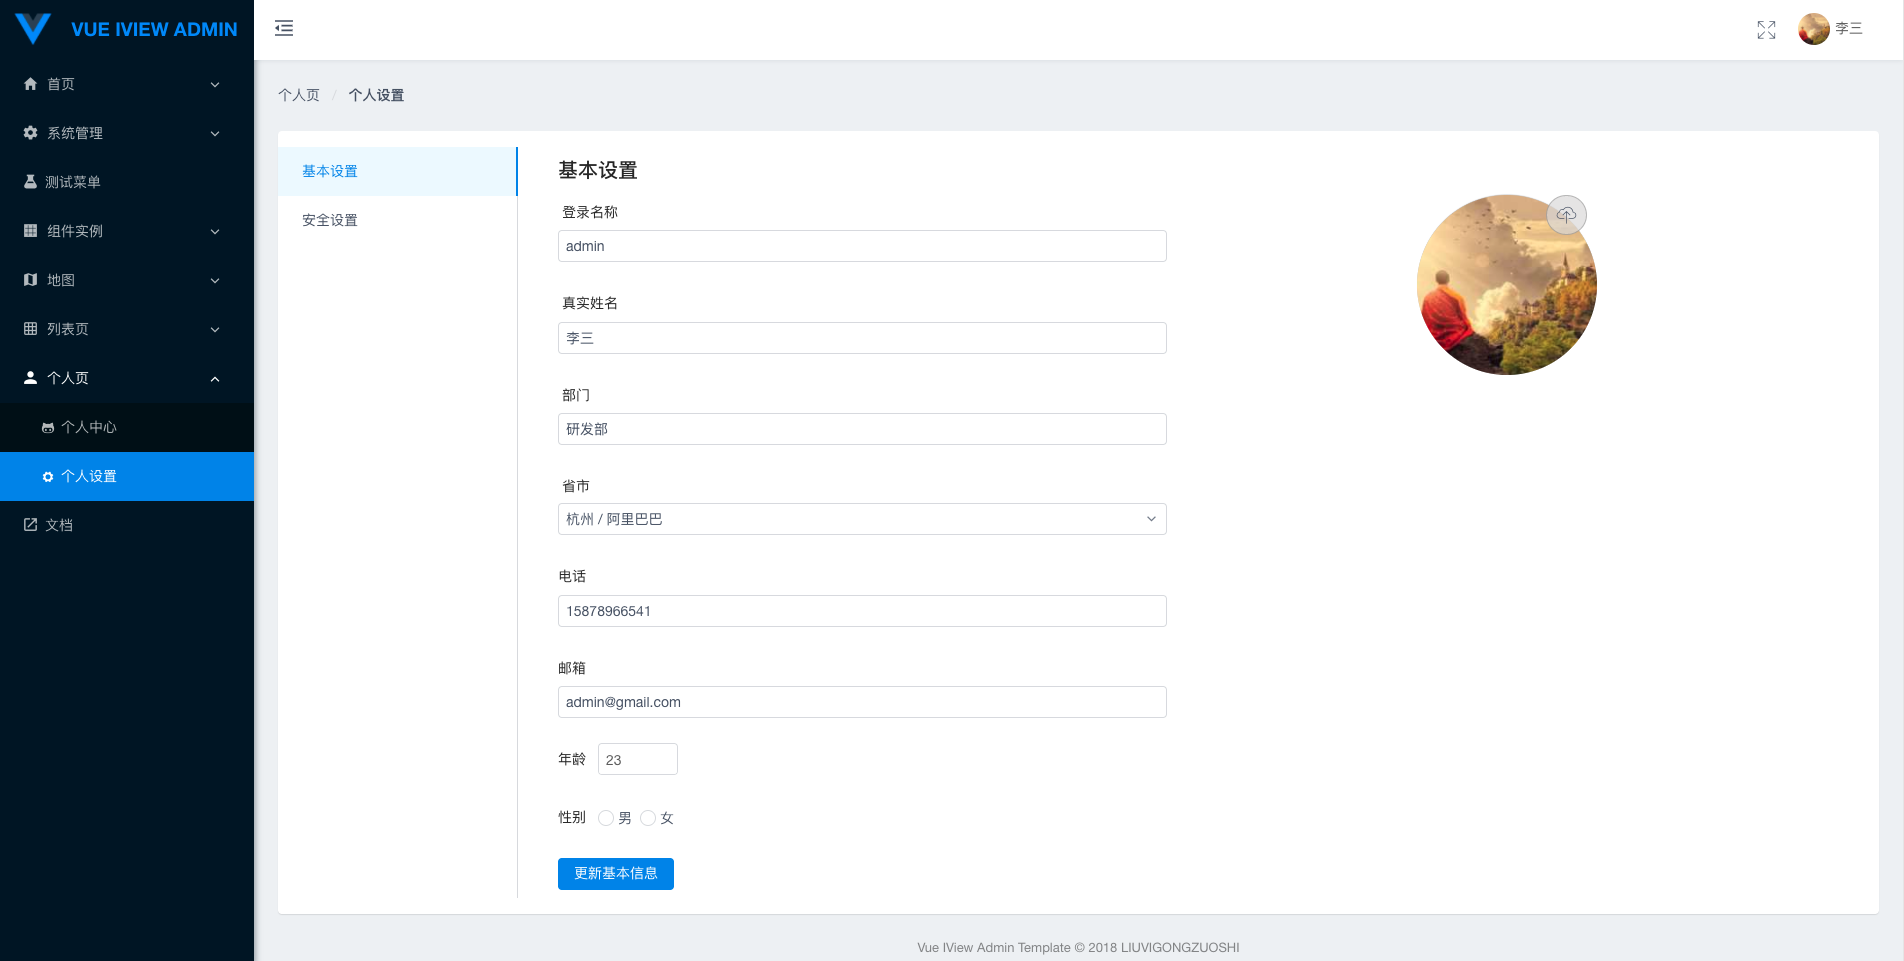 VUE IVIEW ADMIN
李三
首页
系统管理
测试菜单
组件实例
地图
列表页
个人页
个人中心
个人设置
文档
个人页 / 个人设置
基本设置
安全设置
基本设置
登录名称
admin
真实姓名
李三
部门
研发部
省市
杭州 / 阿里巴巴
电话
15878966541
邮箱
admin@gmail.com
年龄 23
性别 男 女
更新基本信息
Vue IView Admin Template © 2018 LIUVIGONGZUOSHI